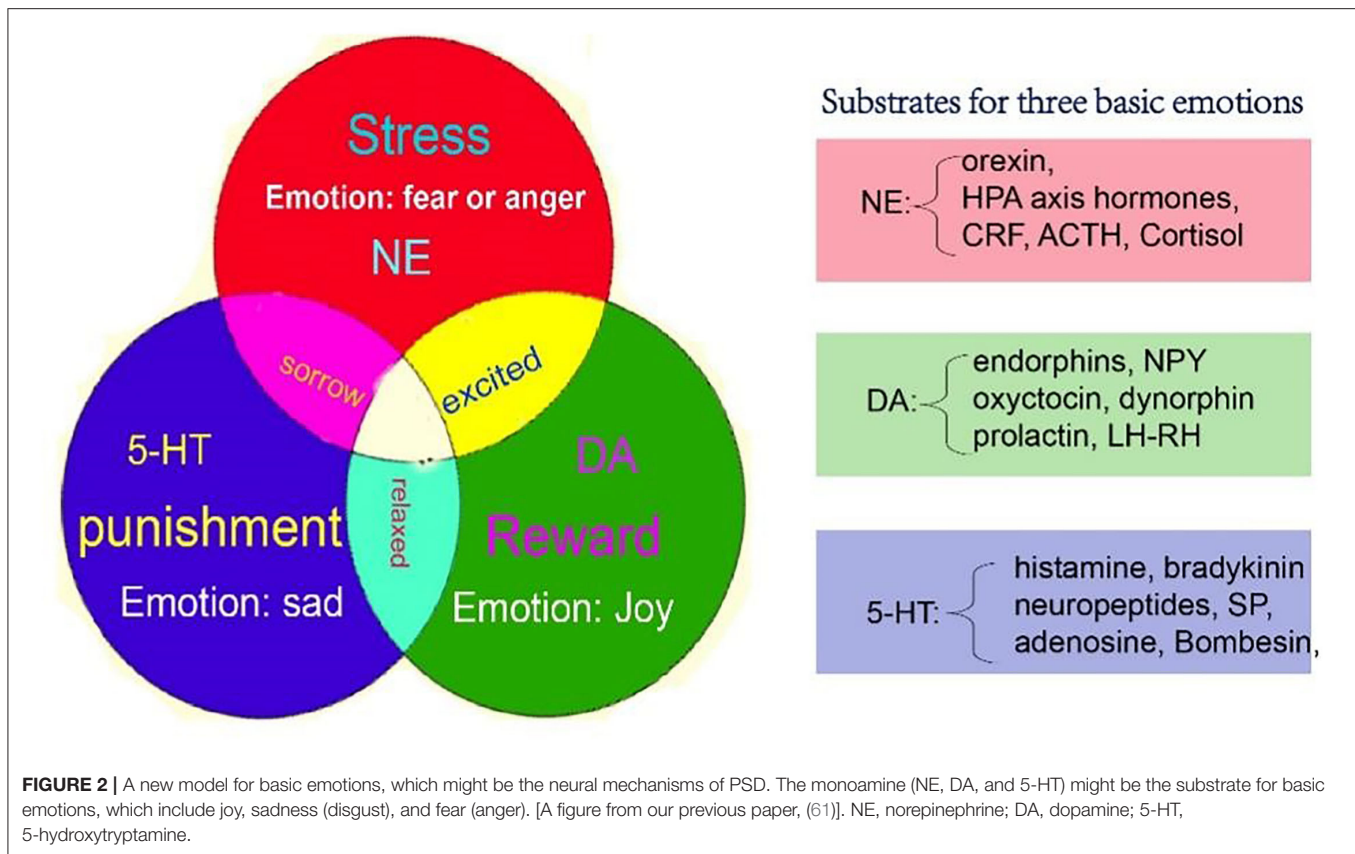 Stress
Emotion: fear or anger
NE
sorrow
excited
5-HT
punishment
Emotion: sad
relaxed
DA
Reward
Emotion: Joy
Substrates for three basic emotions
NE:
orexin,
HPA axis hormones,
CRF, ACTH, Cortisol
DA:
endorphins, NPY
oxyctocin, dynorphin
prolactin, LH-RH
5-HT:
histamine, bradykinin
neuropeptides, SP,
adenosine, Bombesin,
FIGURE 2 | A new model for basic emotions, which might be the neural mechanisms of PSD. The monoamine (NE, DA, and 5-HT) might be the substrate for basic
emotions, which include joy, sadness (disgust), and fear (anger). [A figure from our previous paper, (61)]. NE, norepinephrine; DA, dopamine; 5-HT,
5-hydroxytryptamine.